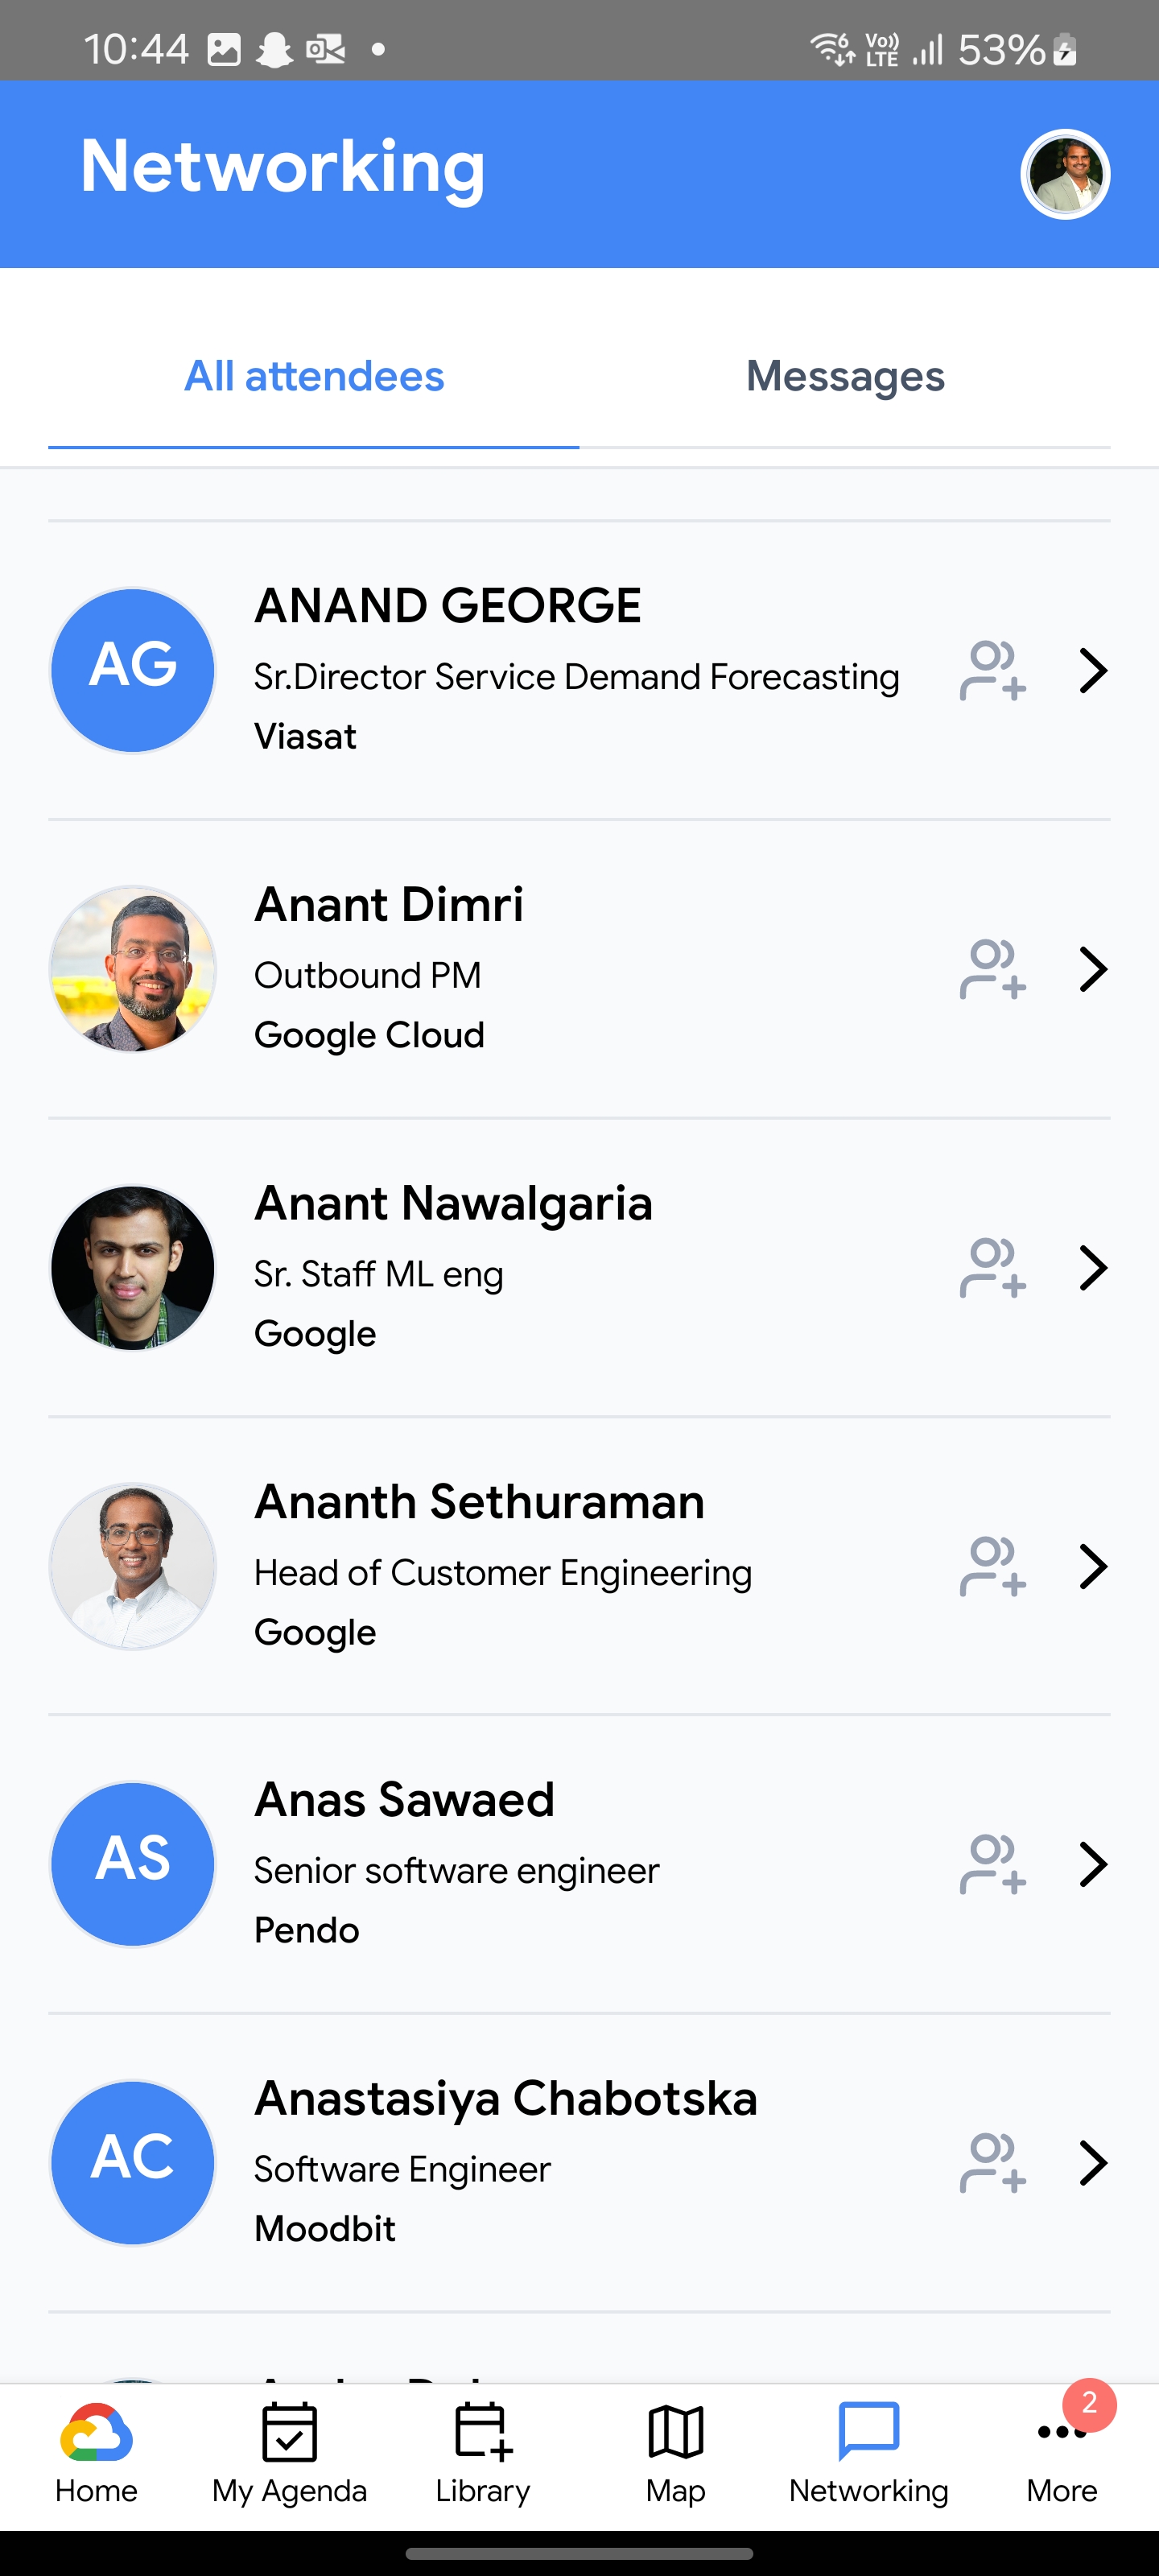 10:44
Vo)) LTE 53%
Networking
All attendees Messages
AG
ANAND GEORGE
Sr.Director Service Demand Forecasting
Viasat
Anant Dimri
Outbound PM
Google Cloud
Anant Nawalgaria
Sr. Staff ML eng
Google
Ananth Sethuraman
Head of Customer Engineering
Google
AS
Anas Sawaed
Senior software engineer
Pendo
AC
Anastasiya Chabotska
Software Engineer
Moodbit
2
Home My Agenda Library Map Networking More